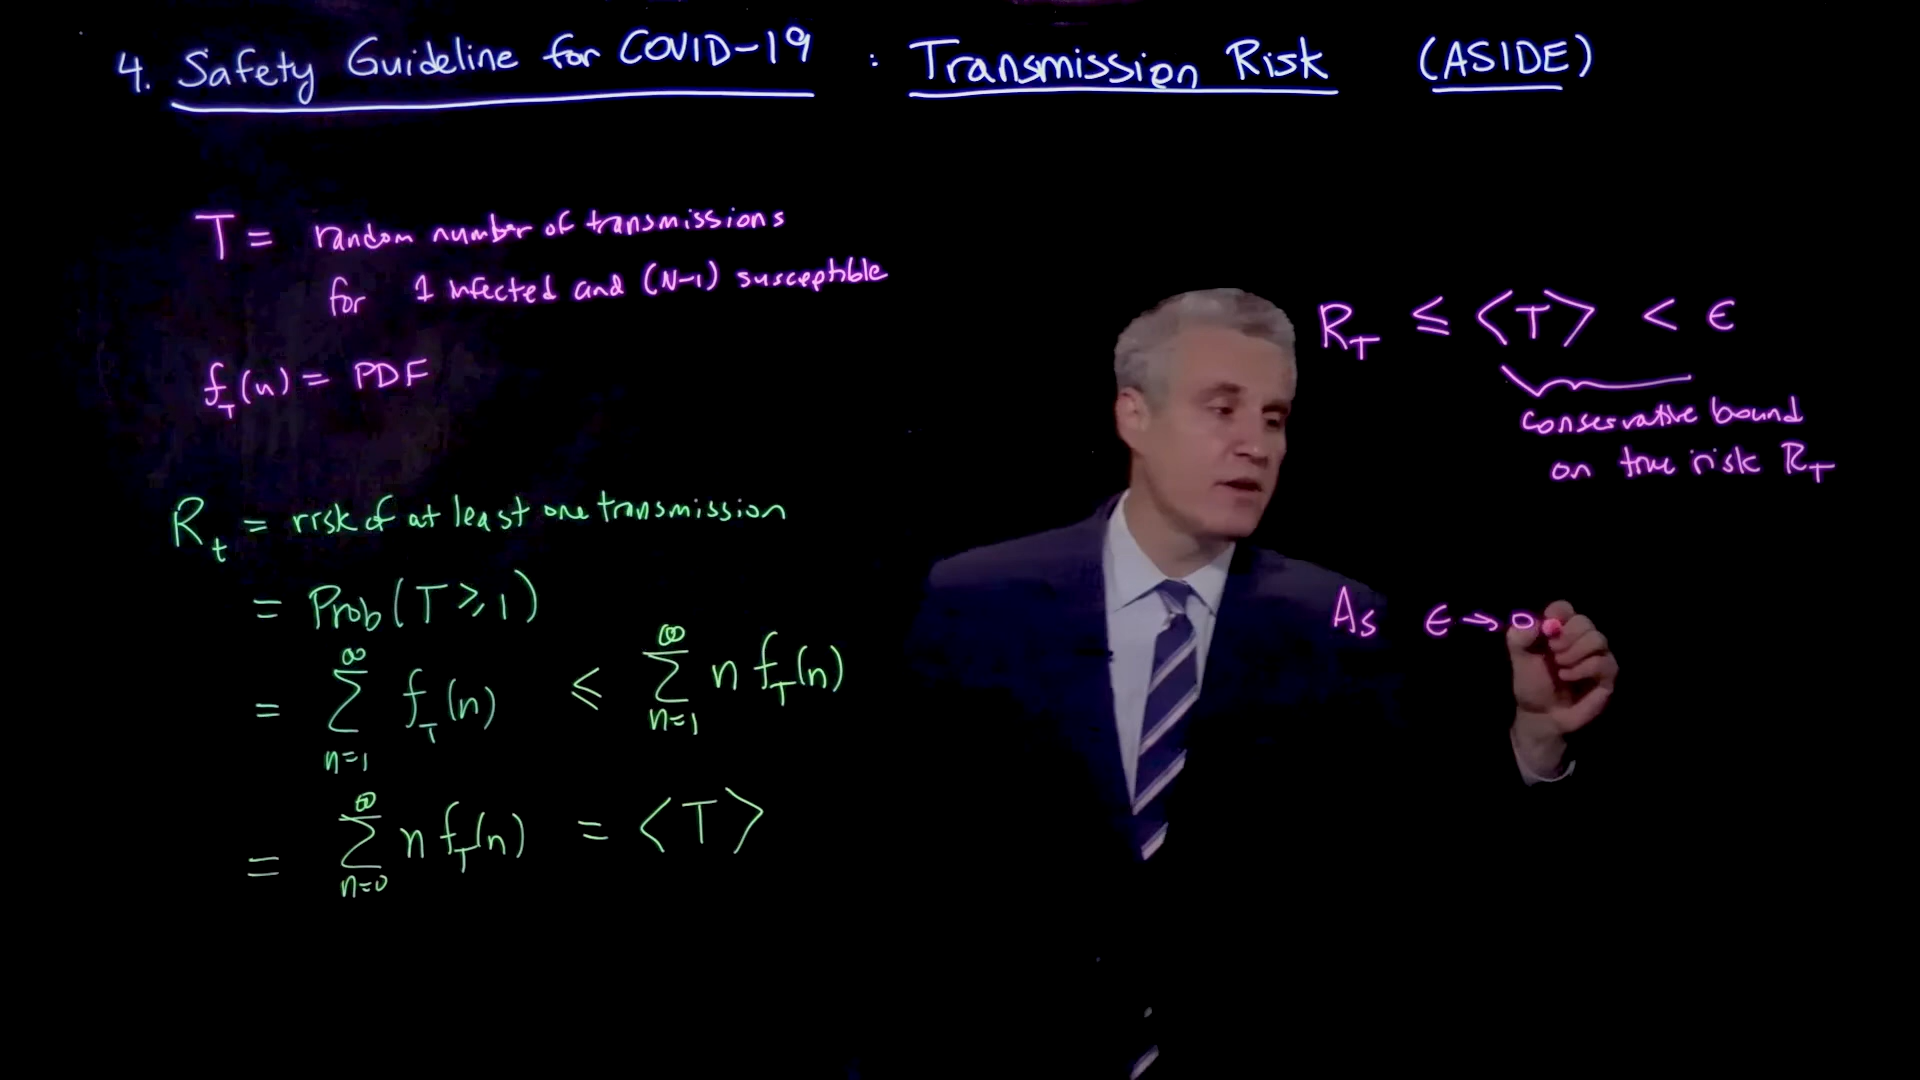 4. Safety Guideline for COVID-19 : Transmission Risk (ASIDE)
T = random number of transmissions
for 1 infected and (N-1) susceptible
f_T(n) = PDF
R_t = risk of at least one transmission
= Prob(T ≥ 1)
= ∑_{n=1}^{∞} f_T(n) ≤ ∑_{n=1}^{∞} n f_T(n)
= ∑_{n=0}^{∞} n f_T(n) = ⟨T⟩
R_T ≤ ⟨T⟩ < ε
conservative bound
on true risk R_T
As ε → 0